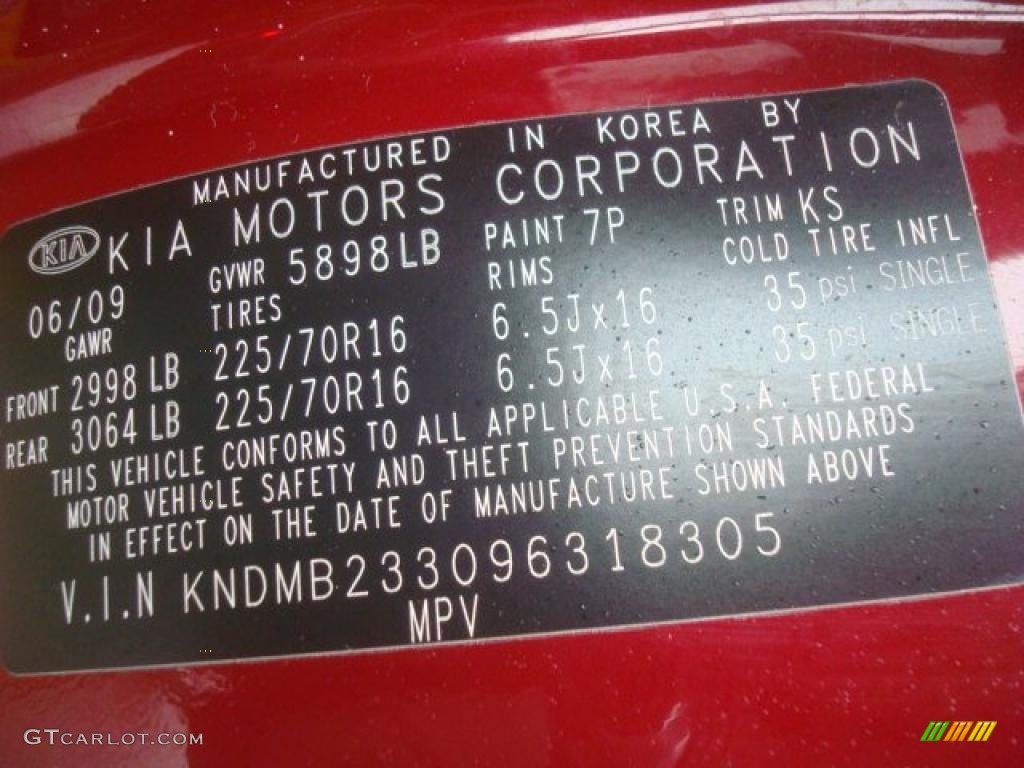 MANUFACTURED IN KOREA BY
KIA KIA MOTORS CORPORATION
06/09 GVWR 5898LB PAINT 7P TRIM KS
GAWR TIRES RIMS COLD TIRE INFL
FRONT 2998 LB 225/70R16 6.5Jx16 35 psi SINGLE
REAR 3064 LB 225/70R16 6.5Jx16 35 psi SINGLE
THIS VEHICLE CONFORMS TO ALL APPLICABLE U.S.A. FEDERAL
MOTOR VEHICLE SAFETY AND THEFT PREVENTION STANDARDS
IN EFFECT ON THE DATE OF MANUFACTURE SHOWN ABOVE
V.I.N KNDMB233096318305
MPV
GTCARLOT.COM